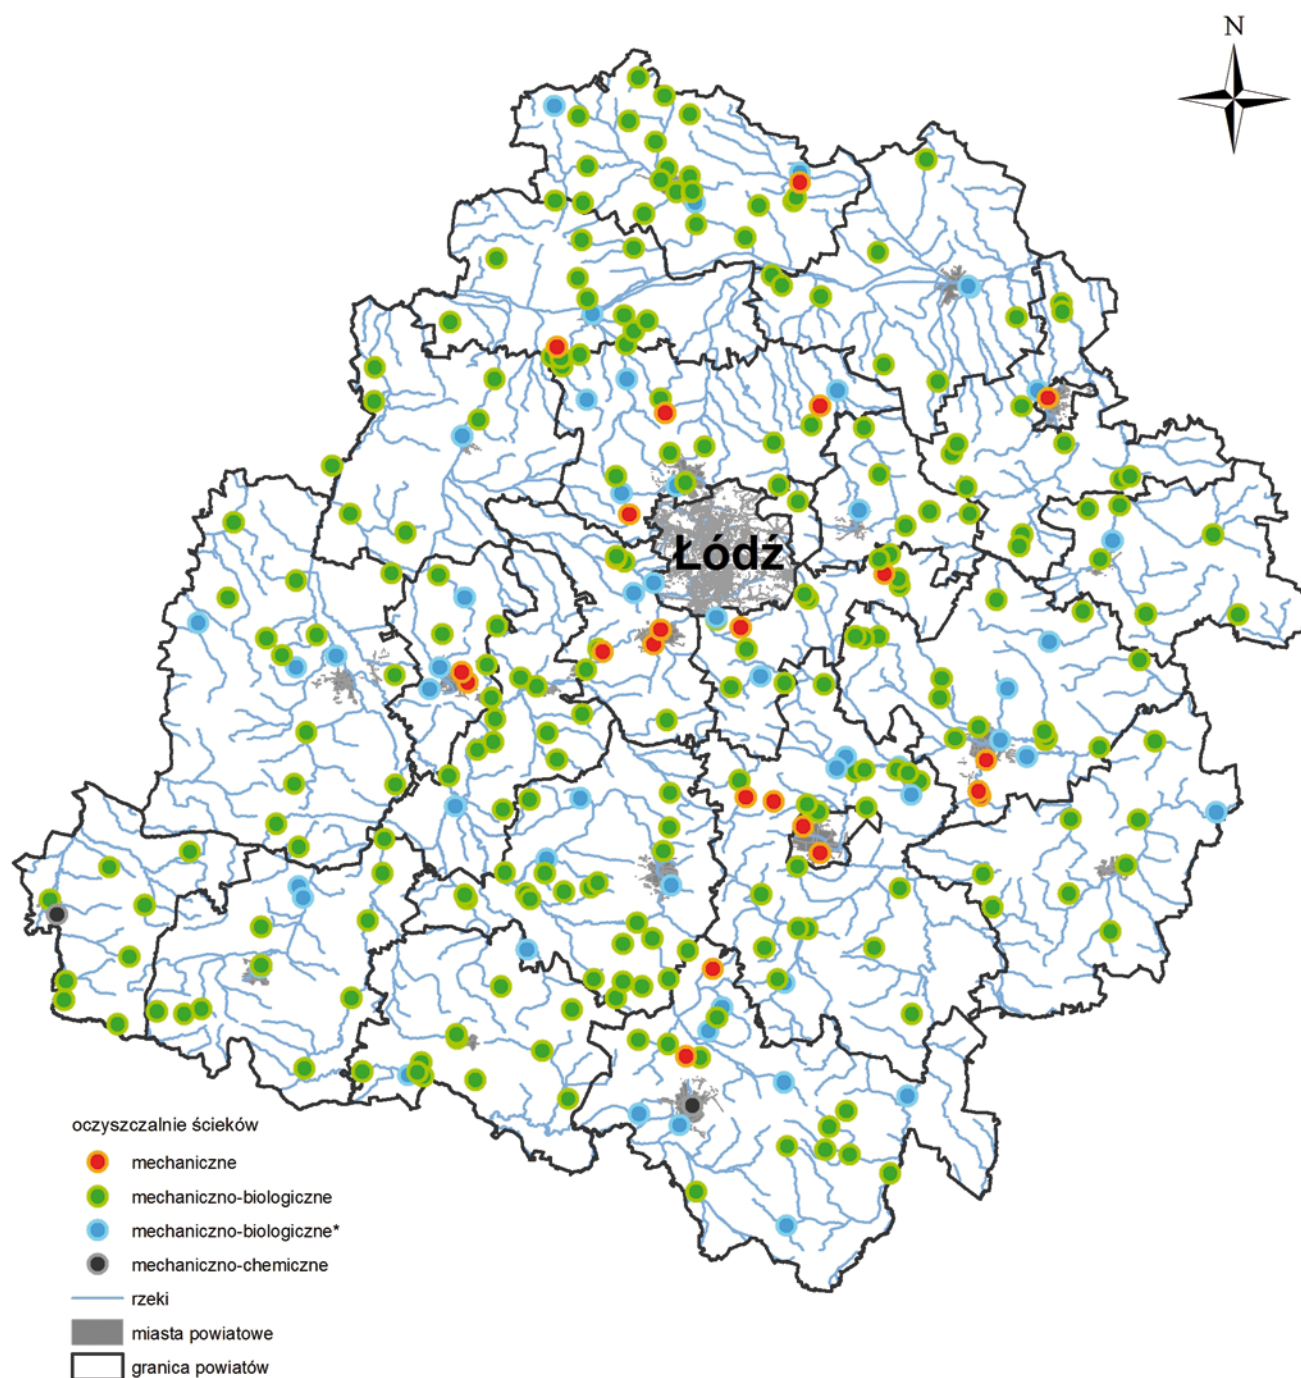 N
Łódź
oczyszczalnie ścieków
mechaniczne
mechaniczno-biologiczne
mechaniczno-biologiczne*
mechaniczno-chemiczne
rzeki
miasta powiatowe
granica powiatów